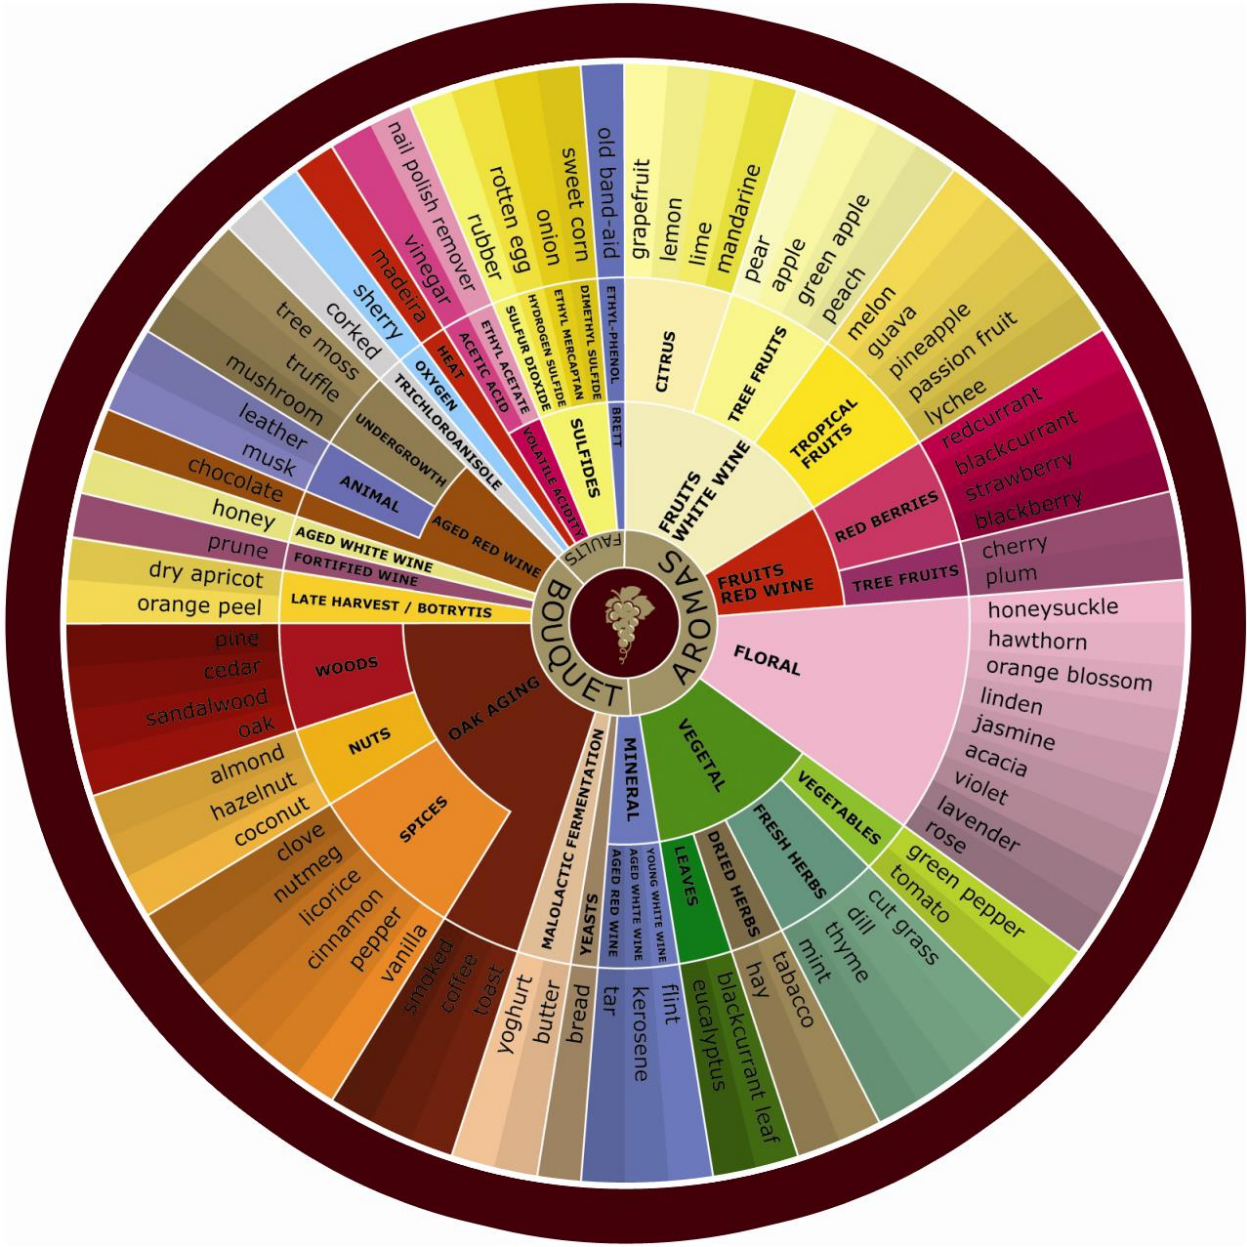 AROMAS
FRUITS
WHITE WINE
CITRUS
grapefruit
lemon
lime
mandarine
TREE FRUITS
pear
apple
green apple
peach
TROPICAL
FRUITS
melon
guava
pineapple
passion fruit
lychee
FRUITS
RED WINE
RED BERRIES
redcurrant
blackcurrant
strawberry
blackberry
TREE FRUITS
cherry
plum
FLORAL
honeysuckle
hawthorn
orange blossom
linden
jasmine
acacia
violet
lavender
rose
VEGETAL
VEGETABLES
green pepper
tomato
FRESH HERBS
cut grass
dill
thyme
mint
DRIED HERBS
tabacco
hay
LEAVES
blackcurrant leaf
eucalyptus
MINERAL
YOUNG WHITE WINE
flint
AGED WHITE WINE
kerosene
AGED RED WINE
tar
BOUQUET
YEASTS
bread
MALOLACTIC FERMENTATION
butter
yoghurt
OAK AGING
toast
coffee
smoked
SPICES
vanilla
pepper
cinnamon
licorice
nutmeg
clove
NUTS
coconut
hazelnut
almond
WOODS
oak
sandalwood
cedar
pine
LATE HARVEST / BOTRYTIS
orange peel
dry apricot
FORTIFIED WINE
prune
AGED WHITE WINE
honey
AGED RED WINE
chocolate
ANIMAL
musk
leather
UNDERGROWTH
mushroom
truffle
tree moss
FAULTS
TRICHLOROANISOLE
corked
OXYGEN
sherry
HEAT
madeira
VOLATILE ACIDITY
ACETIC ACID
vinegar
ETHYL ACETATE
nail polish remover
SULFIDES
SULFUR DIOXIDE
rubber
HYDROGEN SULFIDE
rotten egg
ETHYL MERCAPTAN
onion
DIMETHYL SULFIDE
sweet corn
BRETT
ETHYL-PHENOL
old band-aid